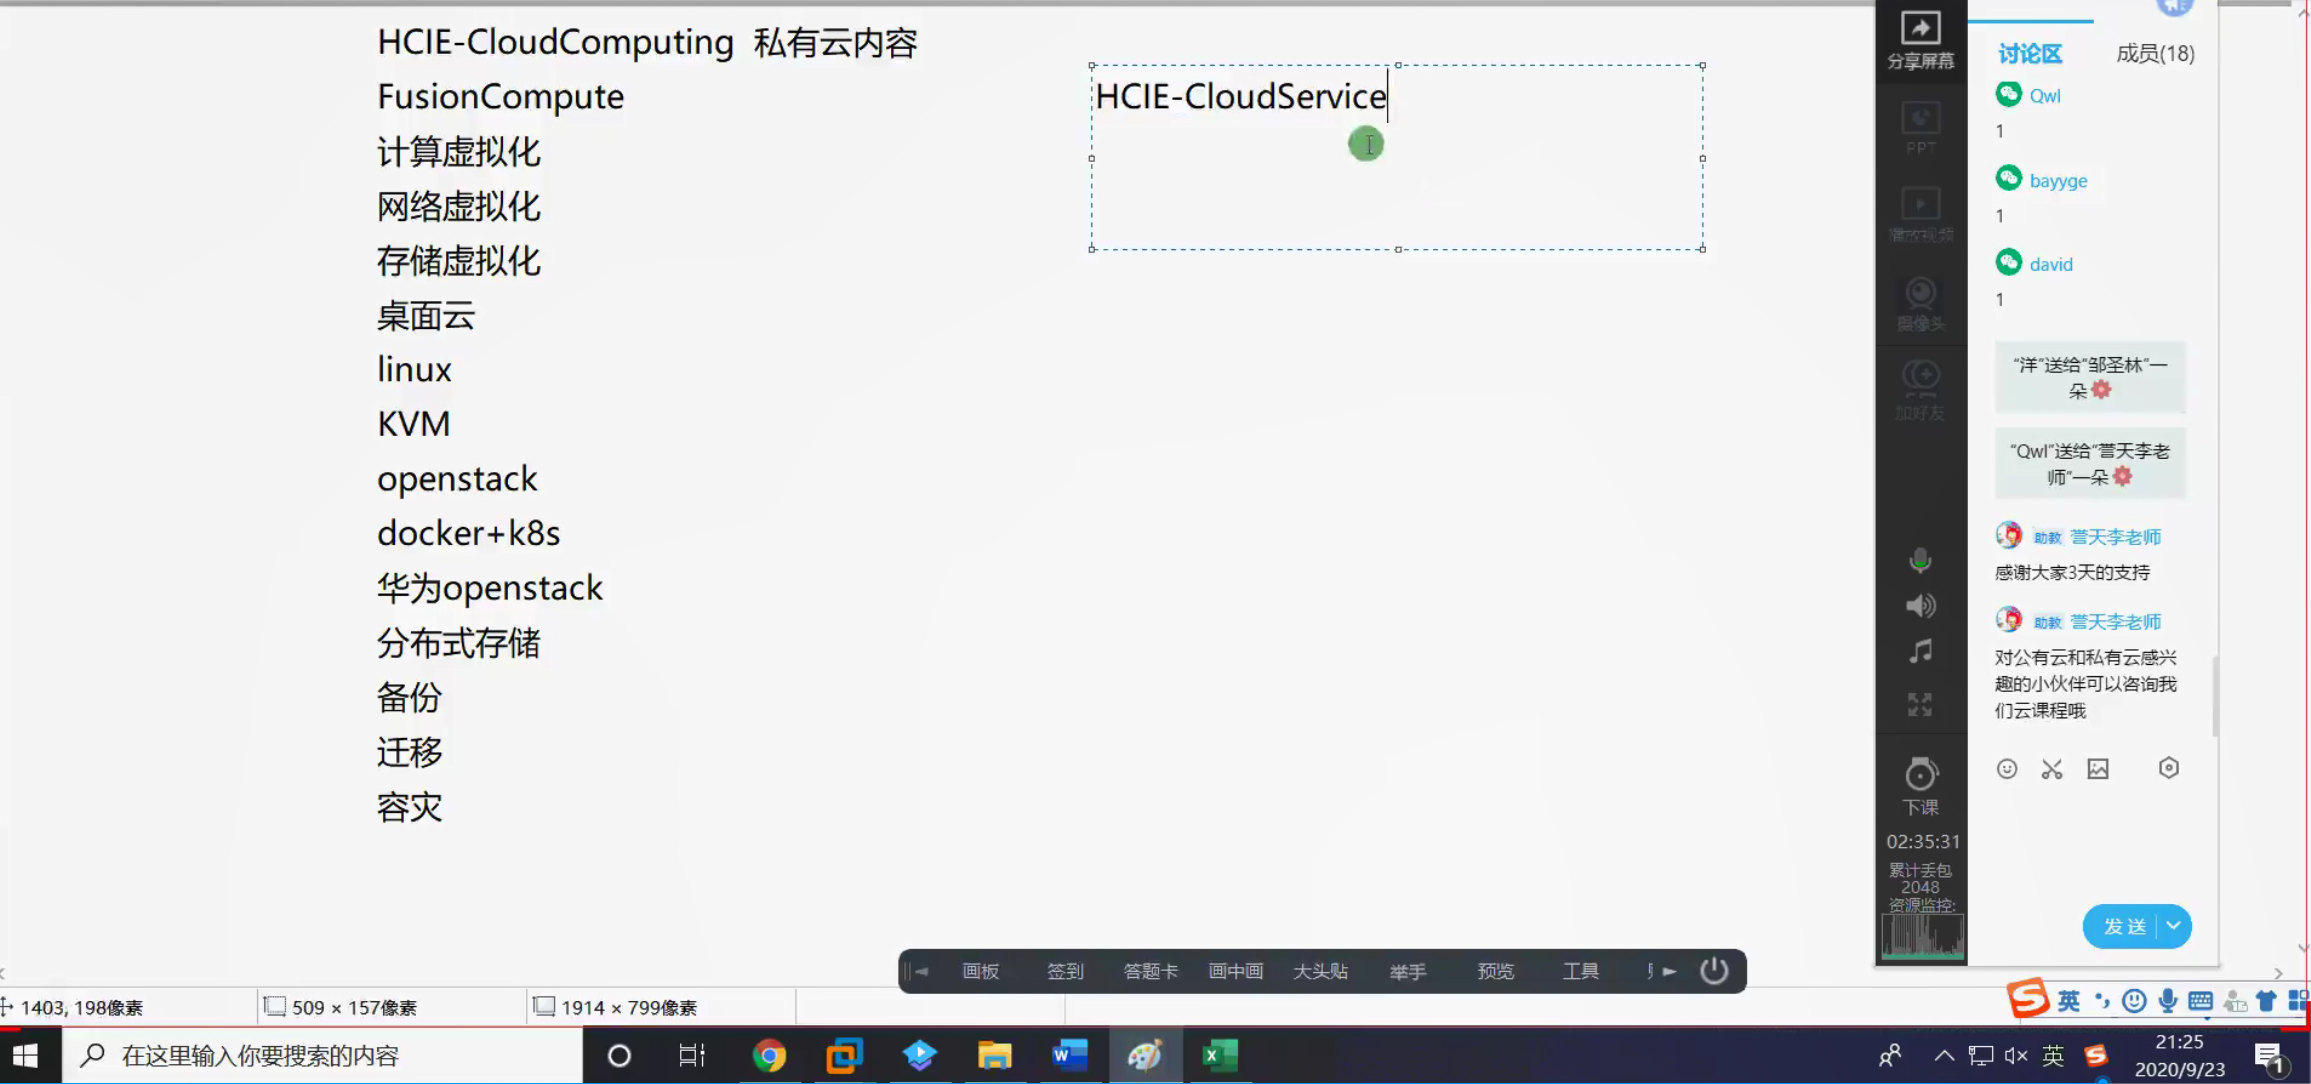 HCIE-CloudComputing 私有云内容
FusionCompute
计算虚拟化
网络虚拟化
存储虚拟化
桌面云
linux
KVM
openstack
docker+k8s
华为openstack
分布式存储
备份
迁移
容灾
HCIE-CloudService
分享屏幕
PPT
播放视频
摄像头
加好友
下课
02:35:31
累计丢包
2048
资源监控:
讨论区 成员(18)
Qwl
1
bayyge
1
david
1
“洋”送给“邹圣林”一
朵
“Qwl”送给“誉天李老
师”一朵
助教 誉天李老师
感谢大家3天的支持
助教 誉天李老师
对公有云和私有云感兴
趣的小伙伴可以咨询我
们云课程哦
发送
画板 签到 答题卡 画中画 大头贴 举手 预览 工具
1403, 198像素 509 × 157像素 1914 × 799像素
英
在这里输入你要搜索的内容
英
21:25
2020/9/23
1